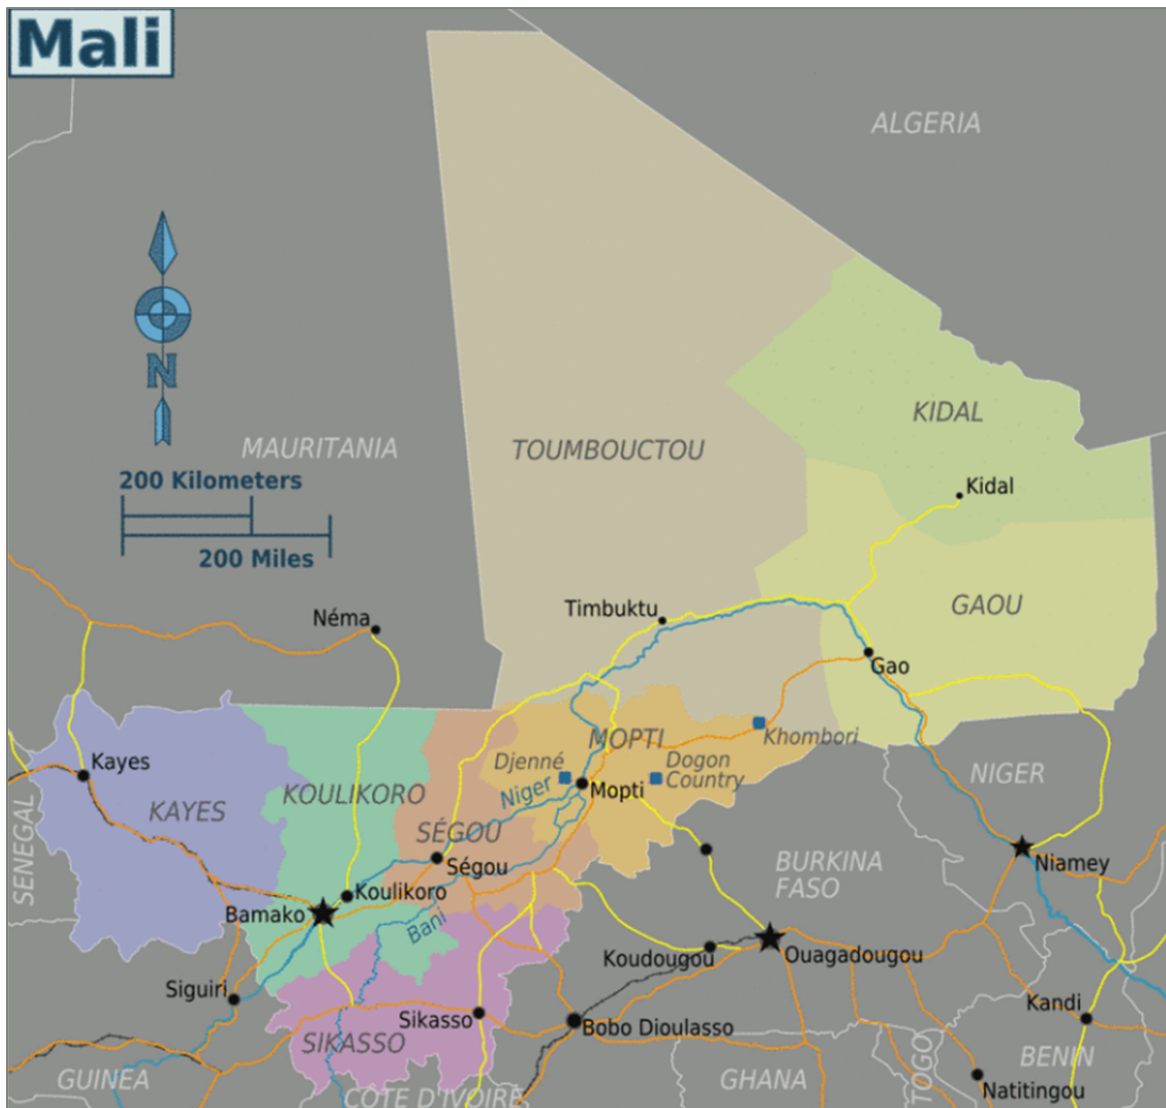 Mali
ALGERIA
N
MAURITANIA
TOUMBOUCTOU
KIDAL
200 Kilometers
Kidal
200 Miles
Néma
Timbuktu
GAOU
Gao
Kayes
MOPTI
Khombori
Djenné
Dogon
Country
NIGER
KAYES
KOULIKORO
Niger
Mopti
SENEGAL
SÉGOU
Ségou
BURKINA
FASO
Niamey
Koulikoro
Bamako
Bani
Koudougou
Ouagadougou
Siguiri
Sikasso
Bobo Dioulasso
Kandi
SIKASSO
GUINEA
CÔTE D'IVOIRE
GHANA
TOGO
BENIN
Natitingou